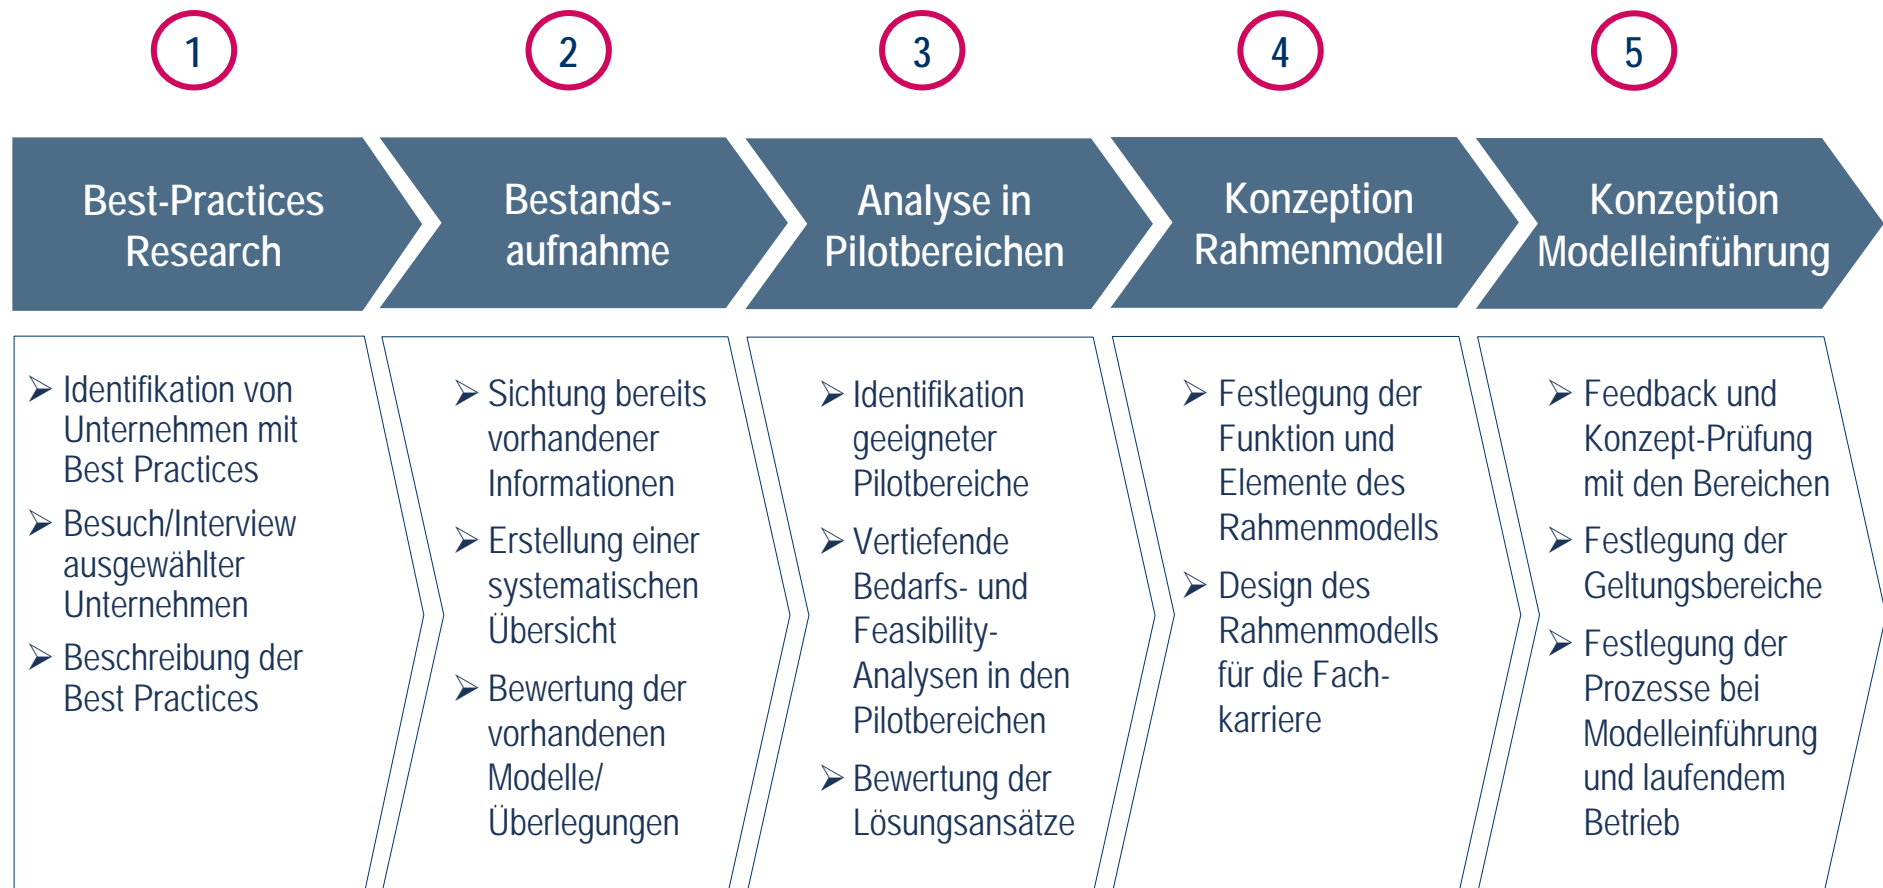 1
2
3
4
5
Best-Practices
Research
Bestands-
aufnahme
Analyse in
Pilotbereichen
Konzeption
Rahmenmodell
Konzeption
Modelleinführung
➢ Identifikation von
Unternehmen mit
Best Practices
➢ Besuch/Interview
ausgewählter
Unternehmen
➢ Beschreibung der
Best Practices
➢ Sichtung bereits
vorhandener
Informationen
➢ Erstellung einer
systematischen
Übersicht
➢ Bewertung der
vorhandenen
Modelle/
Überlegungen
➢ Identifikation
geeigneter
Pilotbereiche
➢ Vertiefende
Bedarfs- und
Feasibility-
Analysen in den
Pilotbereichen
➢ Bewertung der
Lösungsansätze
➢ Festlegung der
Funktion und
Elemente des
Rahmenmodells
➢ Design des
Rahmenmodells
für die Fach-
karriere
➢ Feedback und
Konzept-Prüfung
mit den Bereichen
➢ Festlegung der
Geltungsbereiche
➢ Festlegung der
Prozesse bei
Modelleinführung
und laufendem
Betrieb